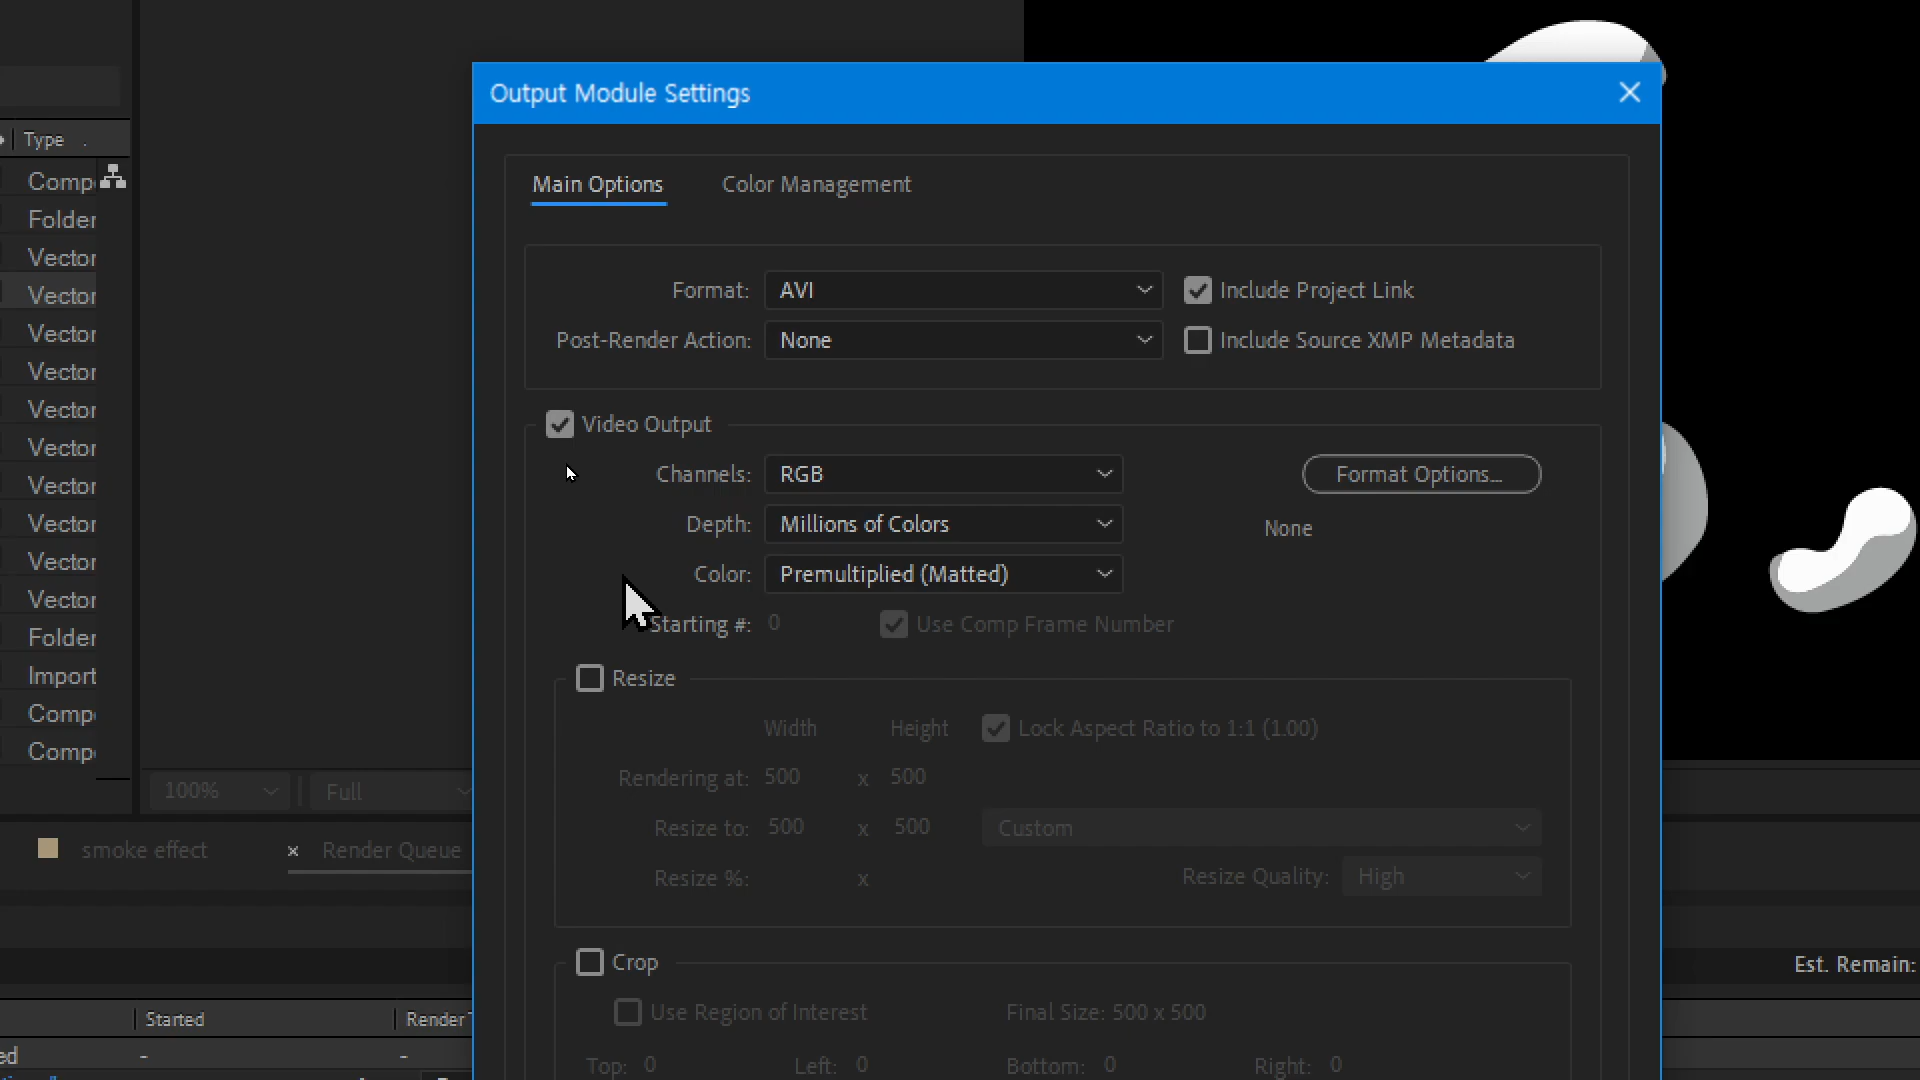 Output Module Settings
Type
Main Options Color Management
Format: AVI Include Project Link
Post-Render Action: None Include Source XMP Metadata
Video Output
Channels: RGB Format Options...
Depth: Millions of Colors None
Color: Premultiplied (Matted)
Starting #: 0 Use Comp Frame Number
Resize
Width Height Lock Aspect Ratio to 1:1 (1.00)
Rendering at: 500 x 500
Resize to: 500 x 500 Custom
Resize %: x Resize Quality: High
Crop
Use Region of Interest Final Size: 500 x 500
Top: 0 Left: 0 Bottom: 0 Right: 0
Comp
Folder
Vector
Vector
Vector
Vector
Vector
Vector
Vector
Vector
Vector
Vector
Folder
Import
Comp
Comp
100% Full
smoke effect × Render Queue
Est. Remain:
Started Render
ed - -